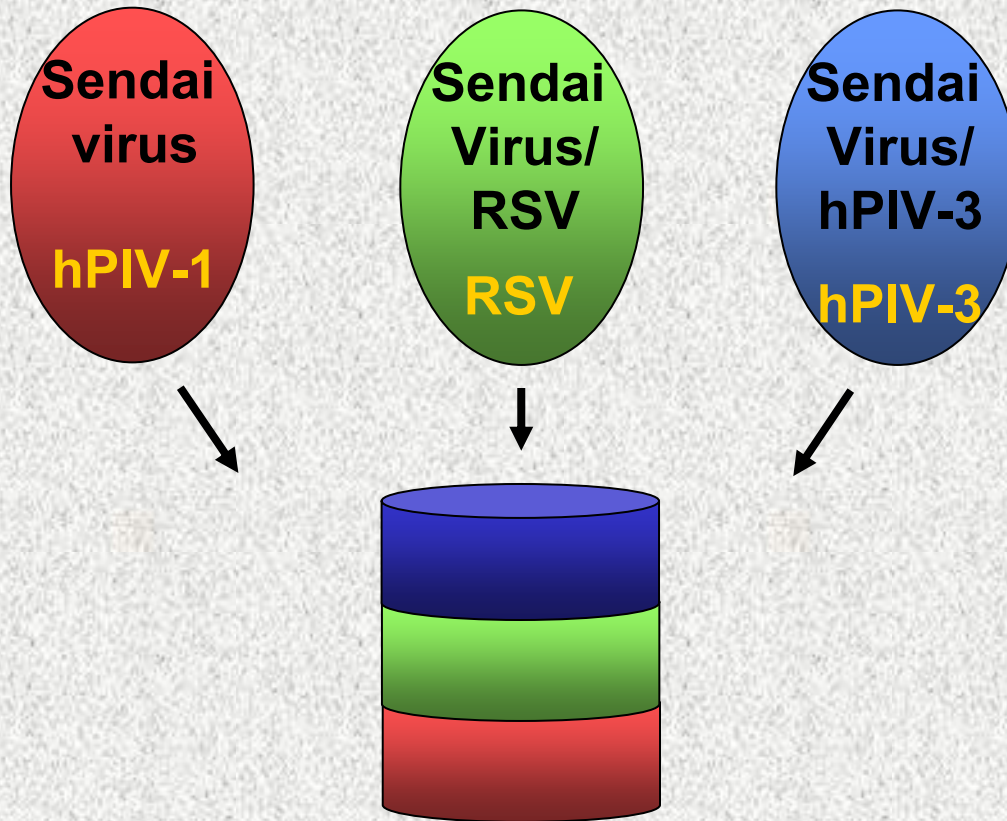 Sendai
virus
hPIV-1
Sendai
Virus/
RSV
RSV
Sendai
Virus/
hPIV-3
hPIV-3